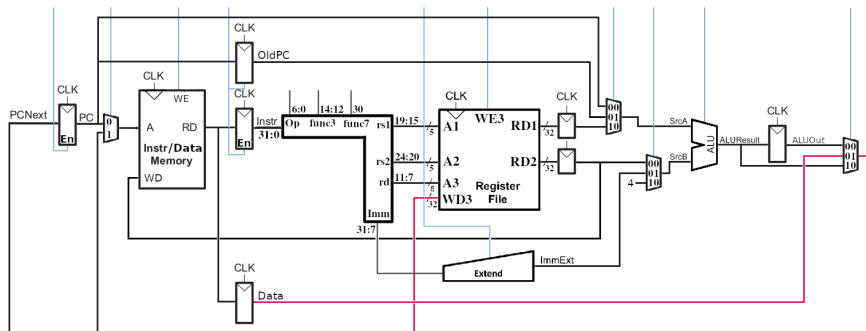 CLK
OldPC
CLK
PCNext
PC
En
0
1
CLK
WE
A
RD
Instr/Data
Memory
WD
CLK
Instr
31:0
En
6:0
14:12
30
Op
func3
func7
rs1
19:15
5
rs2
24:20
5
rd
11:7
5
Imm
31:7
32
CLK
WE3
A1
RD1
32
A2
RD2
32
A3
WD3
Register
File
CLK
00
01
10
SrcA
00
01
10
4
SrcB
ALU
ALUResult
CLK
ALUOut
00
01
10
Extend
ImmExt
CLK
Data